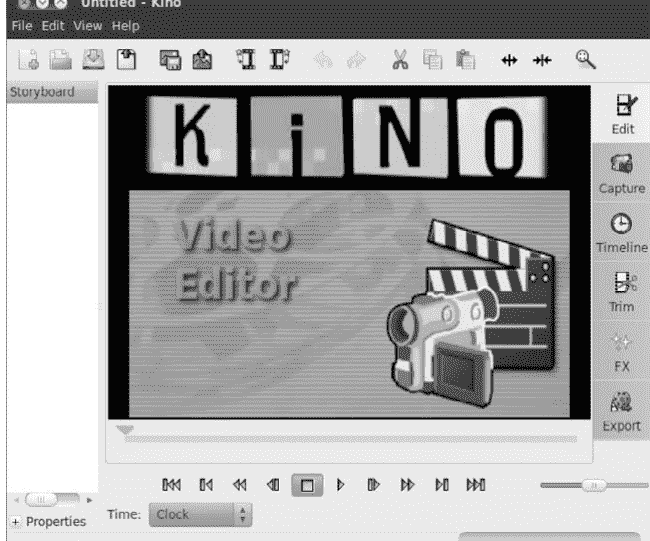 Untitled - Kino
File Edit View Help
Storyboard
KiNO
Video
Editor
Edit
Capture
Timeline
Trim
FX
Export
Properties
Time: Clock